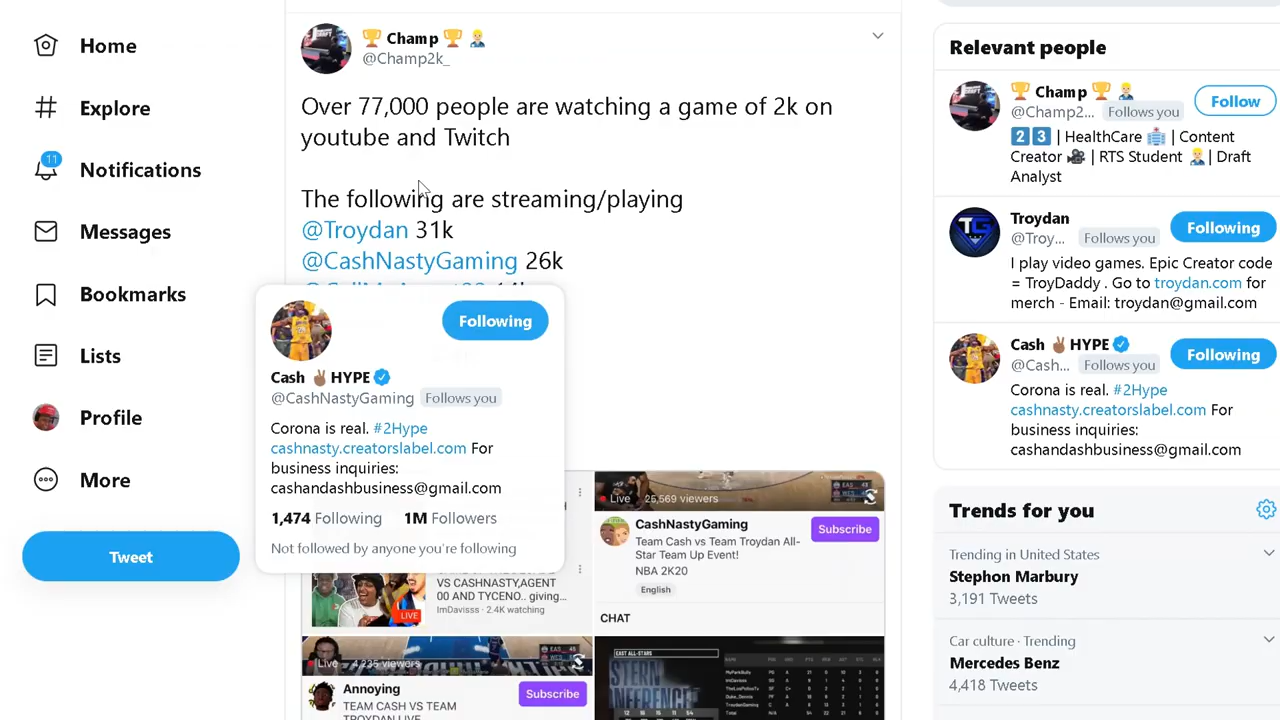 Home
Explore
11
Notifications
Messages
Bookmarks
Lists
Profile
More
Tweet
🏆 Champ 🏆 👷🏼
@Champ2k_
Over 77,000 people are watching a game of 2k on
youtube and Twitch
The following are streaming/playing
@Troydan 31k
@CashNastyGaming 26k
Following
Cash ✌🏽 HYPE
@CashNastyGaming Follows you
Corona is real. #2Hype
cashnasty.creatorslabel.com For
business inquiries:
cashandashbusiness@gmail.com
1,474 Following 1M Followers
Not followed by anyone you're following
VS CASHNASTY,AGENT
00 AND TYCENO.. giving...
ImDavisss · 2.4K watching
LIVE
Live 25,569 viewers
CashNastyGaming
Subscribe
Team Cash vs Team Troydan All-
Star Team Up Event!
NBA 2K20
English
CHAT
Live 4,235 viewers
Annoying
Subscribe
TEAM CASH VS TEAM
TROYDAN LIVE
EAST ALL-STARS
Relevant people
🏆 Champ 🏆 👷🏼
@Champ2... Follows you
Follow
2️⃣3️⃣ | HealthCare 🏥 | Content
Creator 🎥 | RTS Student 👷🏼| Draft
Analyst
Troydan
@Troy... Follows you
Following
I play video games. Epic Creator code
= TroyDaddy . Go to troydan.com for
merch - Email: troydan@gmail.com
Cash ✌🏽 HYPE
@Cash... Follows you
Following
Corona is real. #2Hype
cashnasty.creatorslabel.com For
business inquiries:
cashandashbusiness@gmail.com
Trends for you
Trending in United States
Stephon Marbury
3,191 Tweets
Car culture · Trending
Mercedes Benz
4,418 Tweets